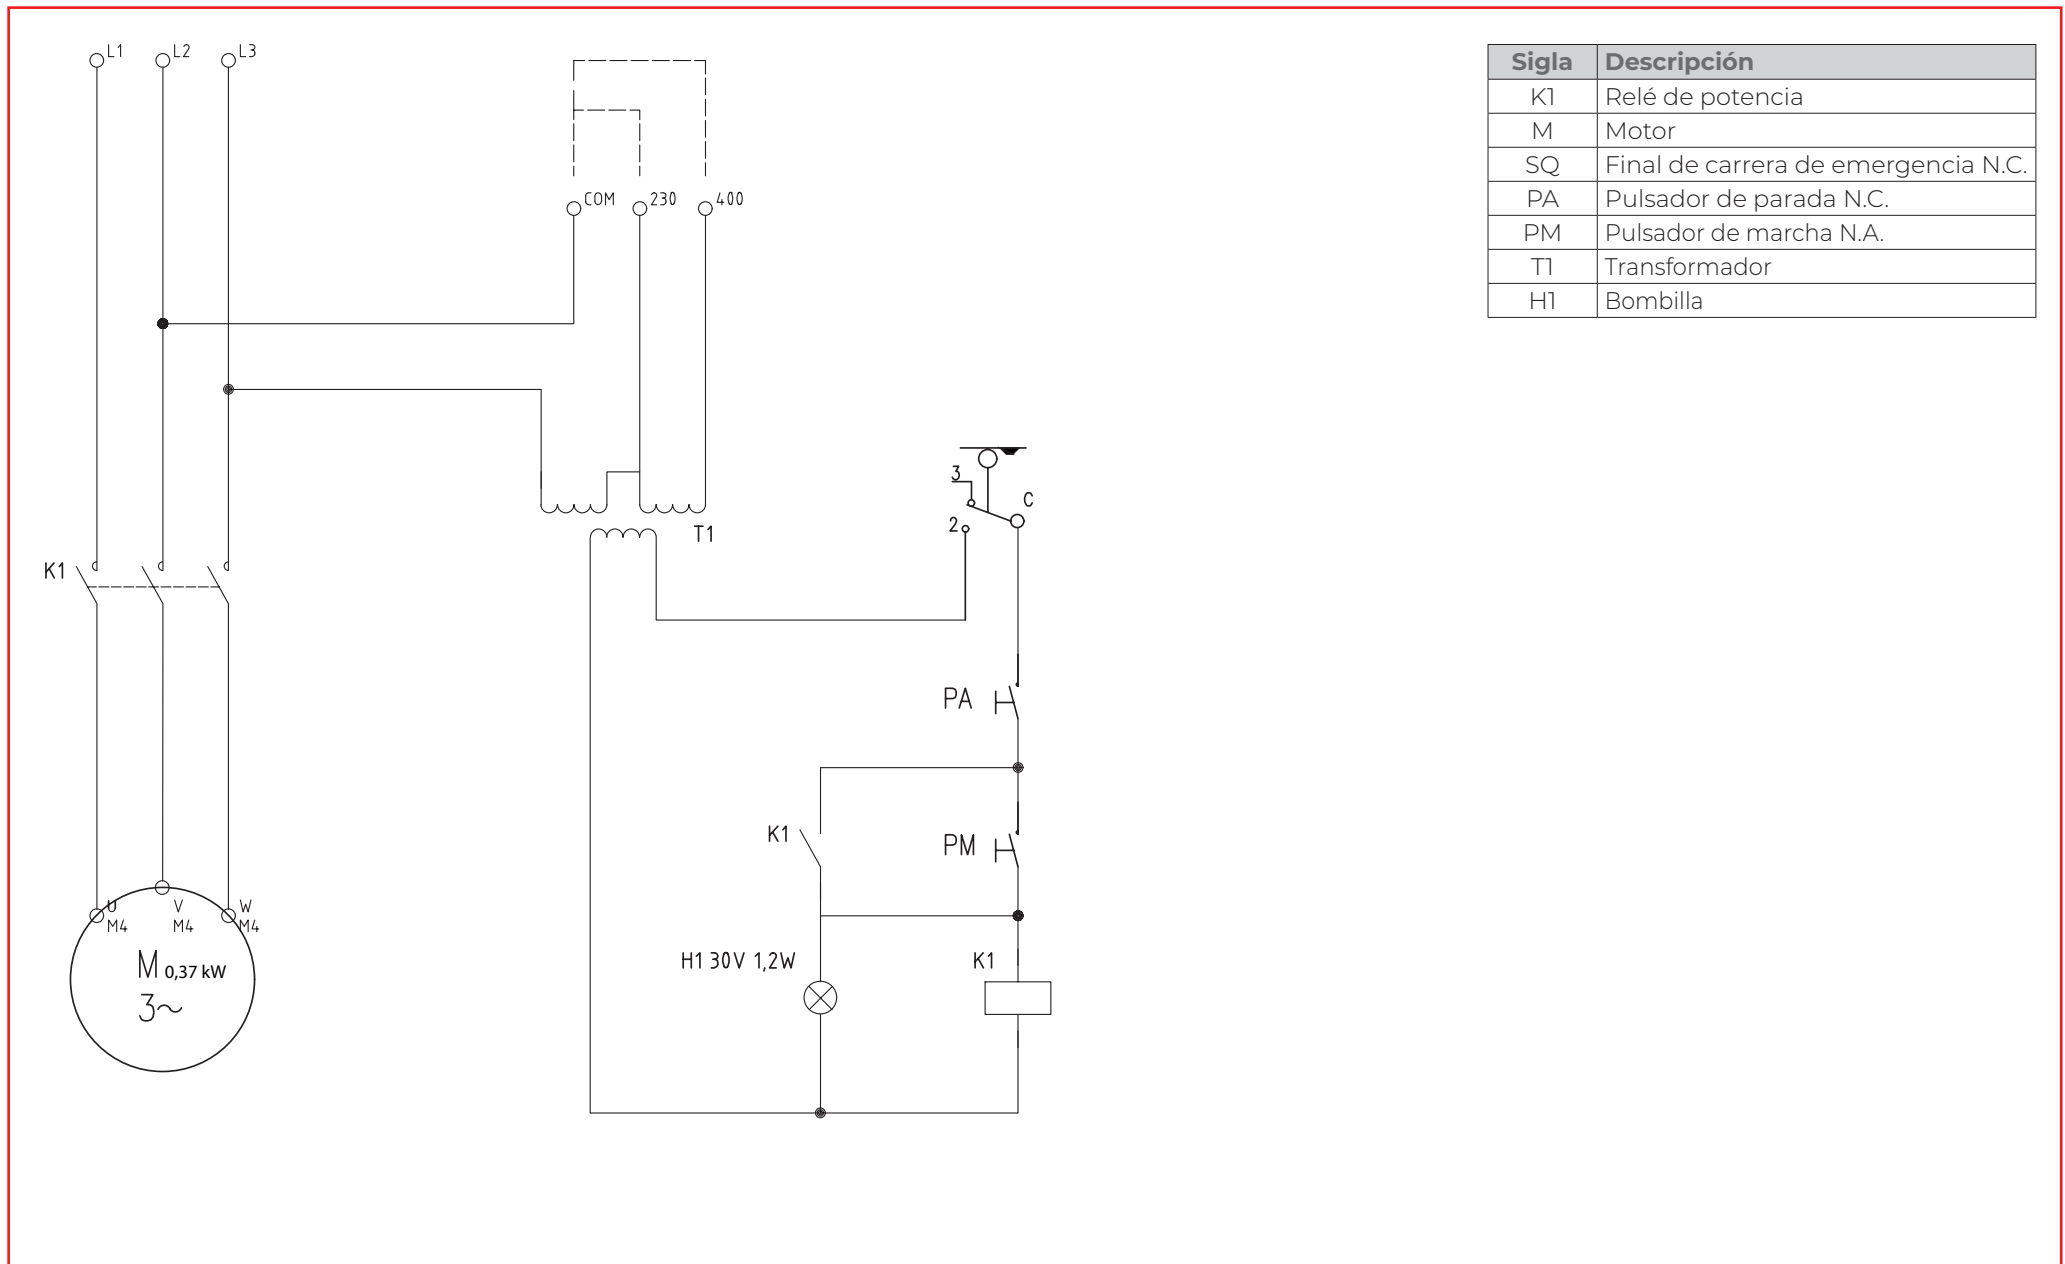 L1 L2 L3
Sigla Descripción
K1 Relé de potencia
M Motor
SQ Final de carrera de emergencia N.C.
PA Pulsador de parada N.C.
PM Pulsador de marcha N.A.
T1 Transformador
H1 Bombilla
COM 230 400
3
C
2
T1
K1
PA
K1
PM
U V W
M4 M4 M4
M 0,37 kW
3~
H1 30V 1,2W
K1